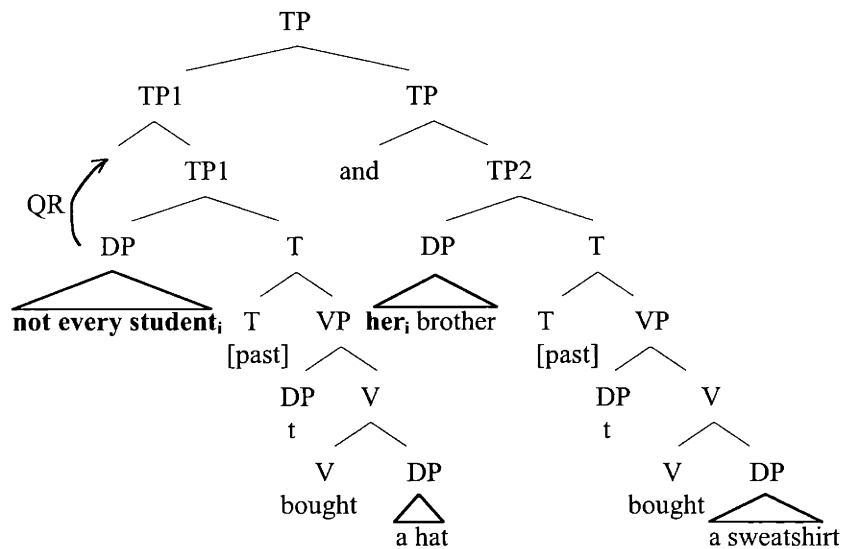 TP
TP1 TP
TP1 and TP2
QR
DP T DP T
not every studentᵢ T VP herᵢ brother T VP
[past] [past]
DP V DP V
t t
V DP V DP
bought bought
a hat a sweatshirt